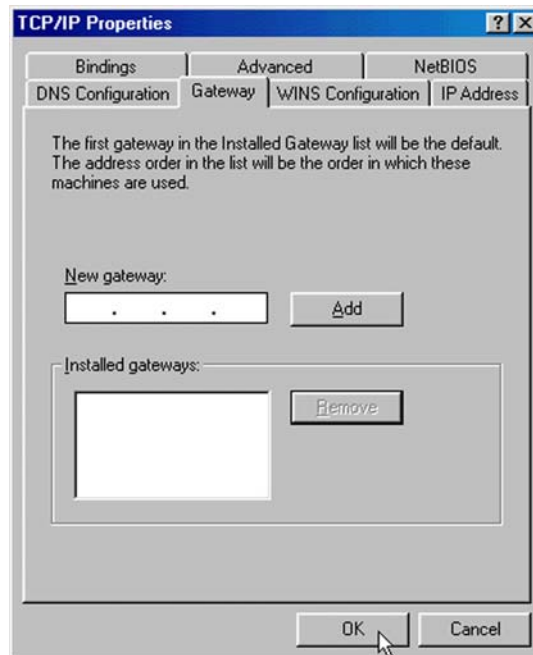 TCP/IP Properties
Bindings
Advanced
NetBIOS
DNS Configuration
Gateway
WINS Configuration
IP Address
The first gateway in the Installed Gateway list will be the default.
The address order in the list will be the order in which these
machines are used.
New gateway:
. . .
Add
Installed gateways:
Remove
OK
Cancel